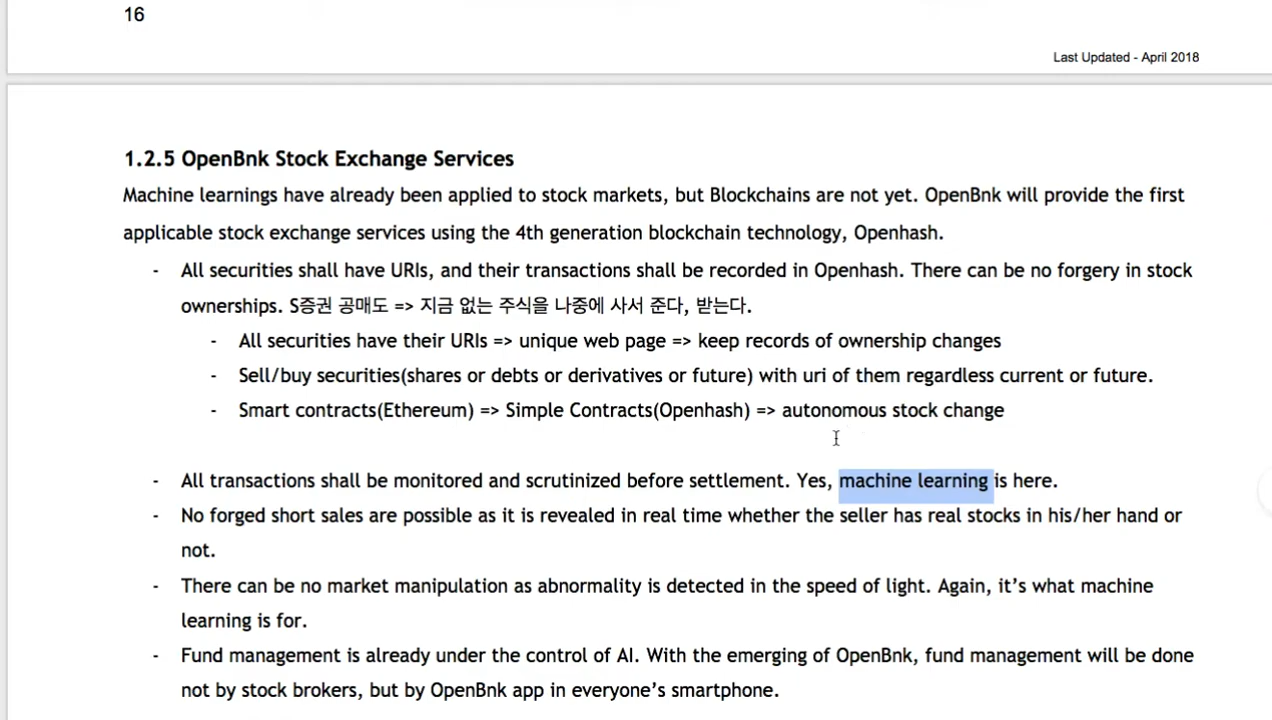 16
Last Updated - April 2018
1.2.5 OpenBnk Stock Exchange Services
Machine learnings have already been applied to stock markets, but Blockchains are not yet. OpenBnk will provide the first
applicable stock exchange services using the 4th generation blockchain technology, Openhash.
- All securities shall have URIs, and their transactions shall be recorded in Openhash. There can be no forgery in stock
ownerships. S증권 공매도 => 지금 없는 주식을 나중에 사서 준다, 받는다.
- All securities have their URIs => unique web page => keep records of ownership changes
- Sell/buy securities(shares or debts or derivatives or future) with uri of them regardless current or future.
- Smart contracts(Ethereum) => Simple Contracts(Openhash) => autonomous stock change
- All transactions shall be monitored and scrutinized before settlement. Yes, machine learning is here.
- No forged short sales are possible as it is revealed in real time whether the seller has real stocks in his/her hand or
not.
- There can be no market manipulation as abnormality is detected in the speed of light. Again, it's what machine
learning is for.
- Fund management is already under the control of AI. With the emerging of OpenBnk, fund management will be done
not by stock brokers, but by OpenBnk app in everyone's smartphone.